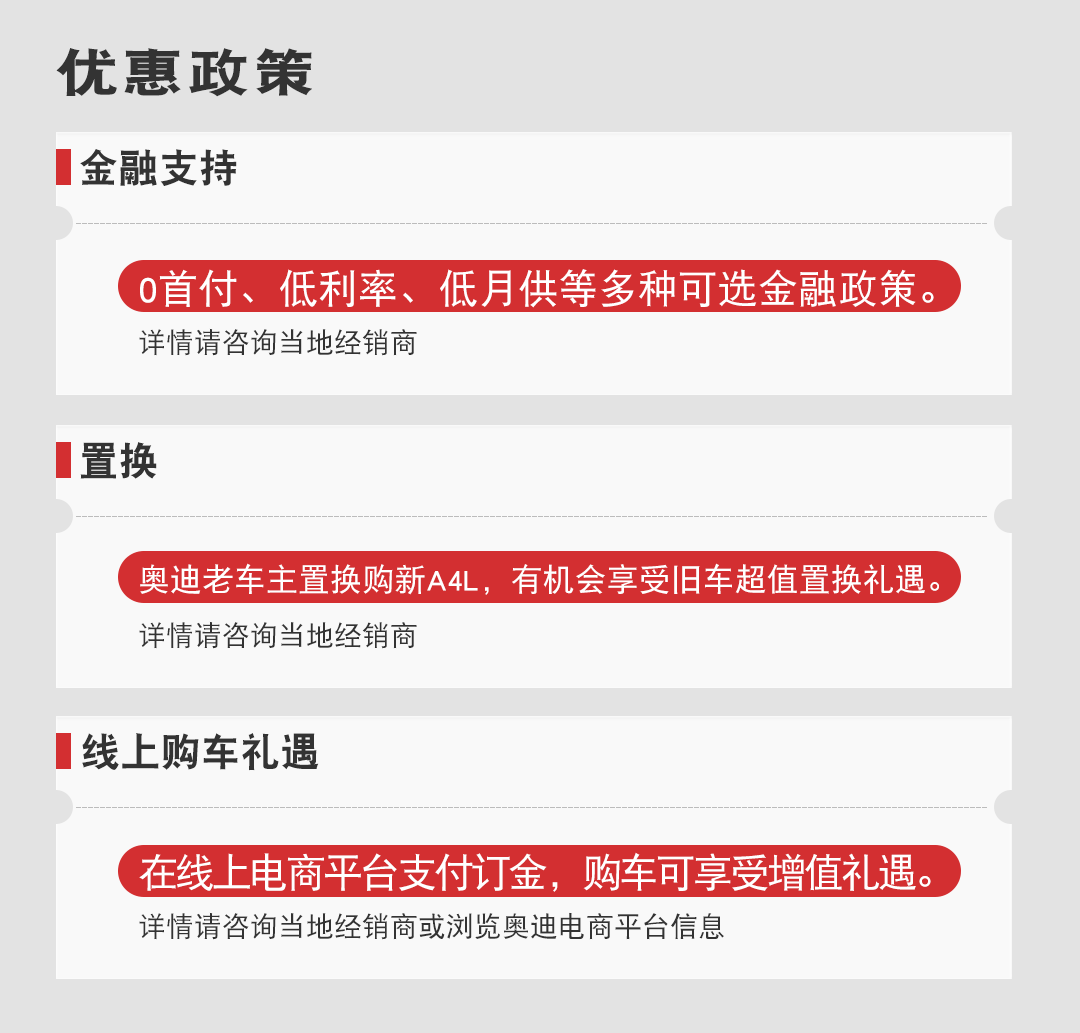 优惠政策
金融支持
0首付、低利率、低月供等多种可选金融政策。
详情请咨询当地经销商
置换
奥迪老车主置换购新A4L，有机会享受旧车超值置换礼遇。
详情请咨询当地经销商
线上购车礼遇
在线上电商平台支付订金，购车可享受增值礼遇。
详情请咨询当地经销商或浏览奥迪电商平台信息